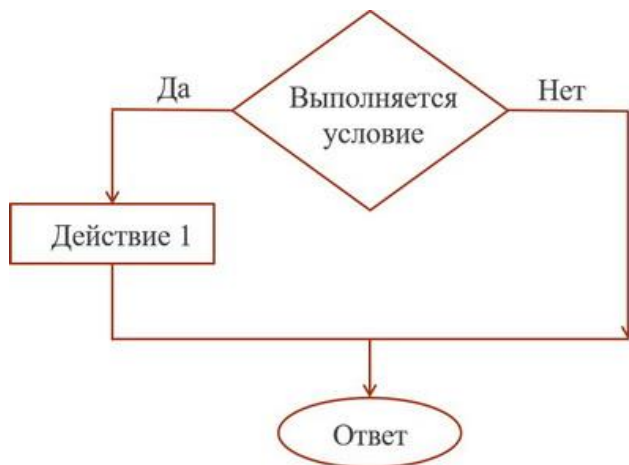 Да
Выполняется
условие
Нет
Действие 1
Ответ